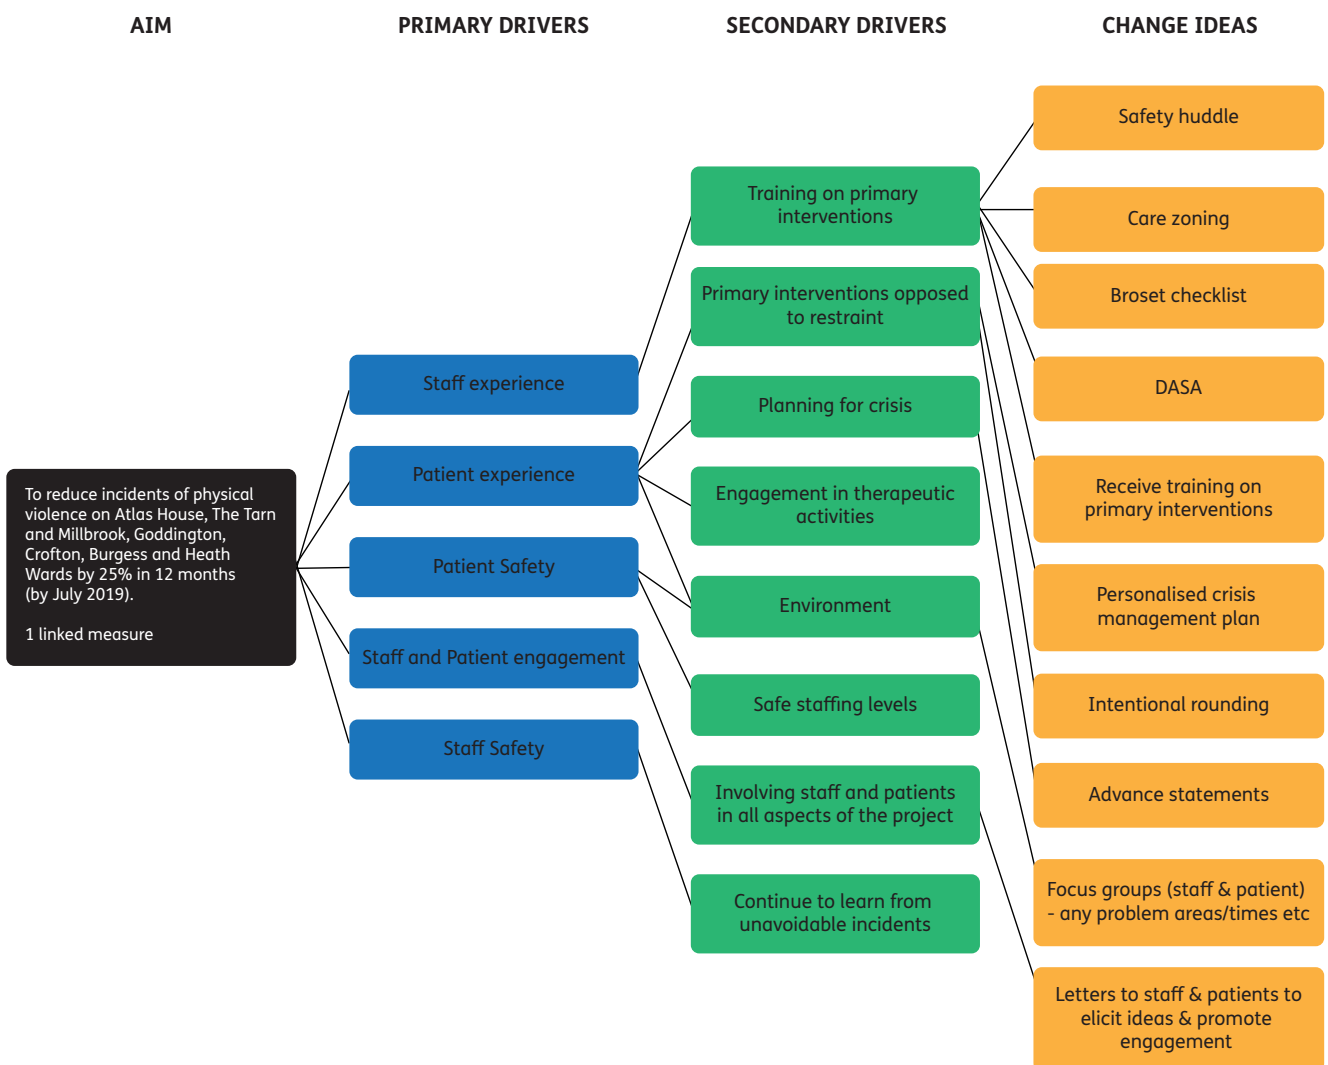 AIM
PRIMARY DRIVERS
SECONDARY DRIVERS
CHANGE IDEAS
To reduce incidents of physical
violence on Atlas House, The Tarn
and Millbrook, Goddington,
Crofton, Burgess and Heath
Wards by 25% in 12 months
(by July 2019).
1 linked measure
Staff experience
Patient experience
Patient Safety
Staff and Patient engagement
Staff Safety
Training on primary
interventions
Primary interventions opposed
to restraint
Planning for crisis
Engagement in therapeutic
activities
Environment
Safe staffing levels
Involving staff and patients
in all aspects of the project
Continue to learn from
unavoidable incidents
Safety huddle
Care zoning
Broset checklist
DASA
Receive training on
primary interventions
Personalised crisis
management plan
Intentional rounding
Advance statements
Focus groups (staff & patient)
- any problem areas/times etc
Letters to staff & patients to
elicit ideas & promote
engagement